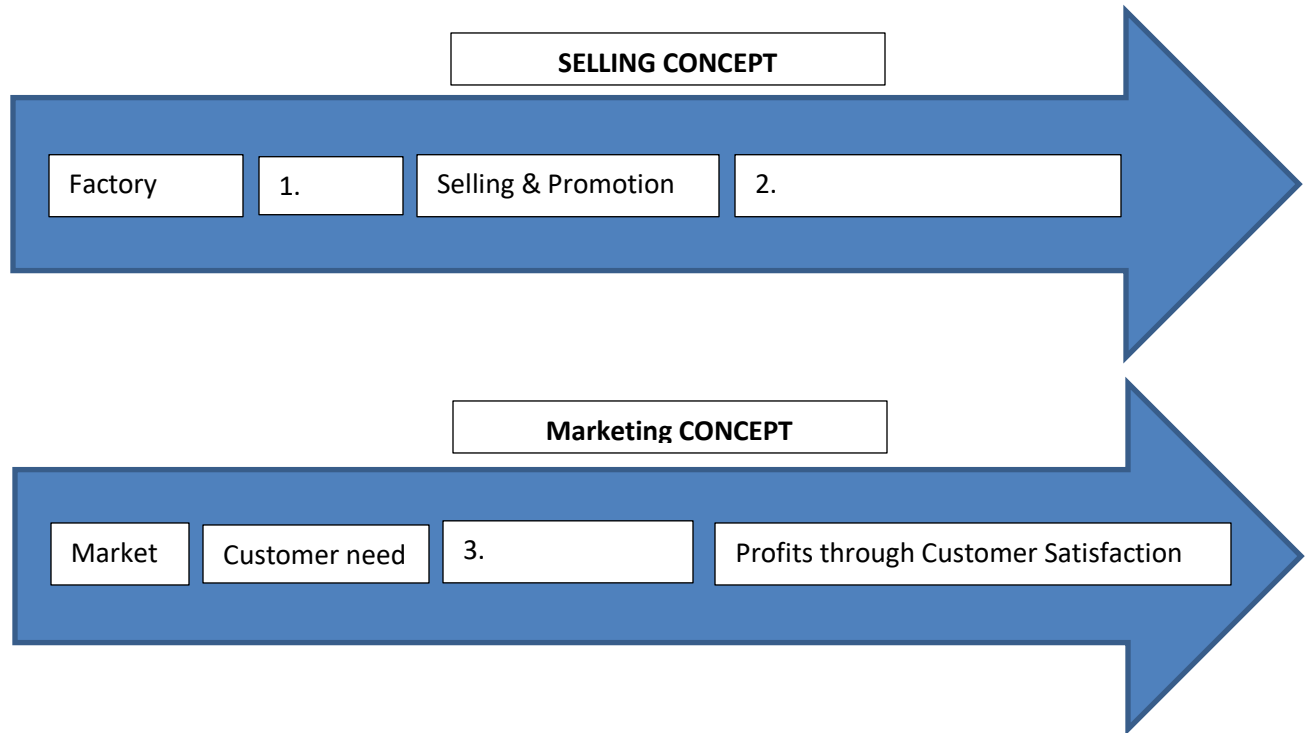 SELLING CONCEPT
Factory
1.
Selling & Promotion
2.
Marketing CONCEPT
Market
Customer need
3.
Profits through Customer Satisfaction